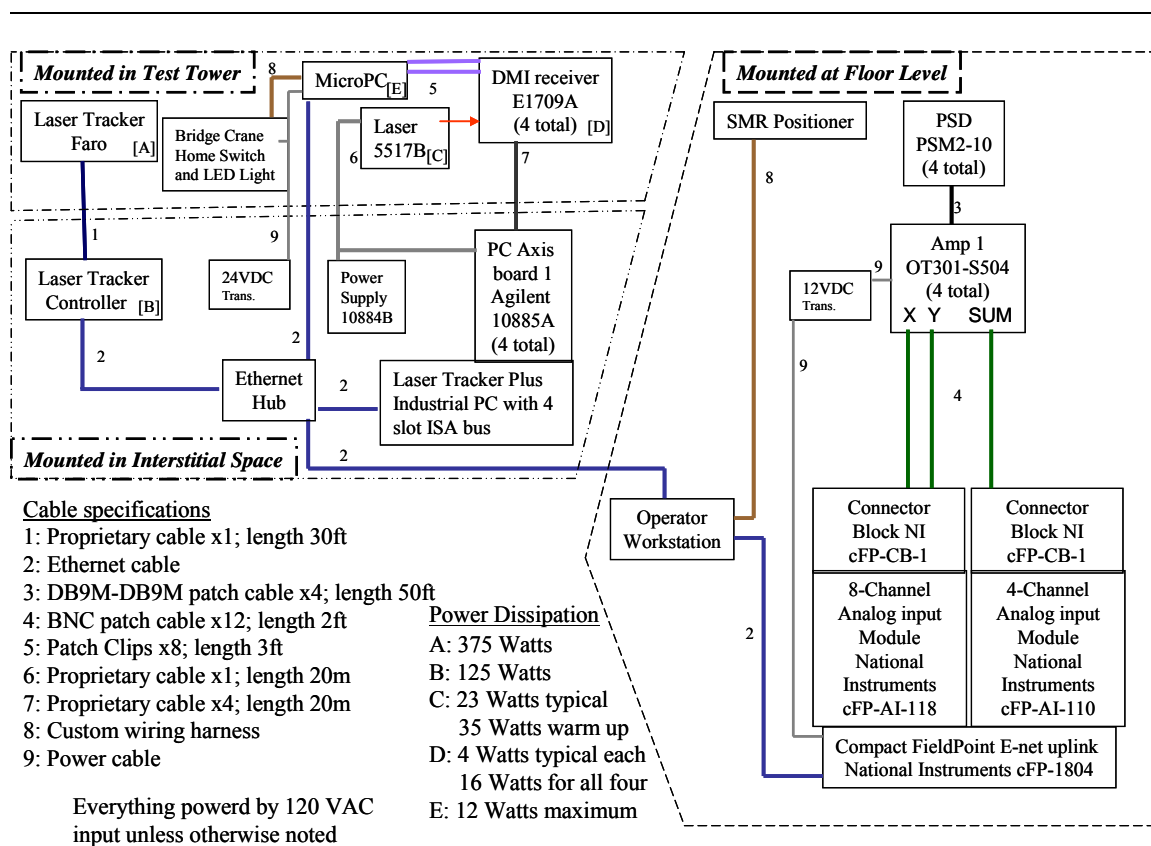 Mounted in Test Tower
8
MicroPC
[E]
5
DMI receiver
E1709A
(4 total)
[D]
Laser Tracker
Faro
[A]
Bridge Crane
Home Switch
and LED Light
Laser
5517B
[C]
6
7
1
9
Laser Tracker
Controller
[B]
24VDC
Trans.
Power
Supply
10884B
PC Axis
board 1
Agilent
10885A
(4 total)
2
2
Ethernet
Hub
2
Laser Tracker Plus
Industrial PC with 4
slot ISA bus
Mounted in Interstitial Space
2
Mounted at Floor Level
SMR Positioner
PSD
PSM2-10
(4 total)
8
3
Amp 1
OT301-S504
(4 total)
X Y SUM
12VDC
Trans.
9
9
4
Operator
Workstation
2
Connector
Block NI
cFP-CB-1
Connector
Block NI
cFP-CB-1
8-Channel
Analog input
Module
National
Instruments
cFP-AI-118
4-Channel
Analog input
Module
National
Instruments
cFP-AI-110
Compact FieldPoint E-net uplink
National Instruments cFP-1804
Cable specifications
1: Proprietary cable x1; length 30ft
2: Ethernet cable
3: DB9M-DB9M patch cable x4; length 50ft
4: BNC patch cable x12; length 2ft
5: Patch Clips x8; length 3ft
6: Proprietary cable x1; length 20m
7: Proprietary cable x4; length 20m
8: Custom wiring harness
9: Power cable
Everything powerd by 120 VAC
input unless otherwise noted
Power Dissipation
A: 375 Watts
B: 125 Watts
C: 23 Watts typical
35 Watts warm up
D: 4 Watts typical each
16 Watts for all four
E: 12 Watts maximum